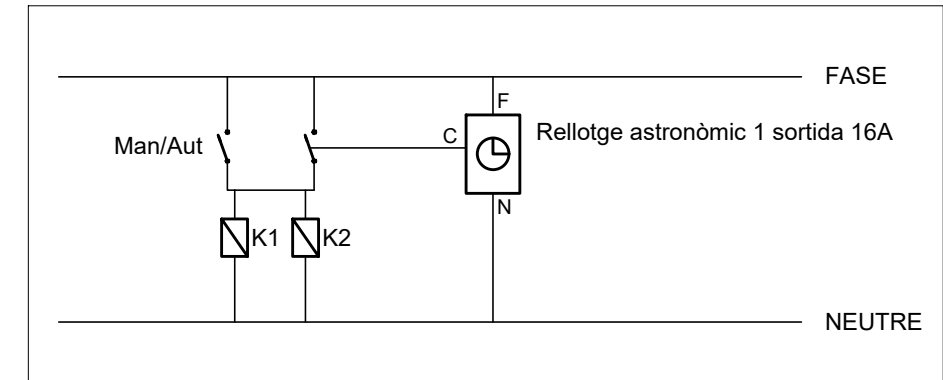 FASE
F
Man/Aut
C
Rellotge astronòmic 1 sortida 16A
N
K1
K2
NEUTRE